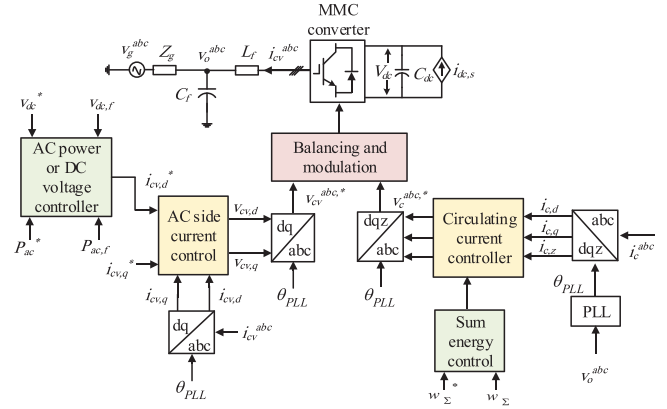 MMC
converter
v_g^abc Z_g v_o^abc L_f i_cv^abc
C_f
V_dc C_dc i_dc,s
v_dc^* v_dc,f
AC power
or DC
voltage
controller
P_ac^* P_ac,f
i_cv,d^*
i_cv,q^*
AC side
current
control
v_cv,d
v_cv,q
i_cv,q i_cv,d
dq
abc
i_cv^abc
θ_PLL
Balancing and
modulation
v_cv^abc,*
dq
abc
θ_PLL
v_c^abc,*
dqz
abc
θ_PLL
Circulating
current
controller
i_c,d
i_c,q
i_c,z
abc
dqz
i_c^abc
θ_PLL
PLL
v_o^abc
Sum
energy
control
w_Σ^* w_Σ